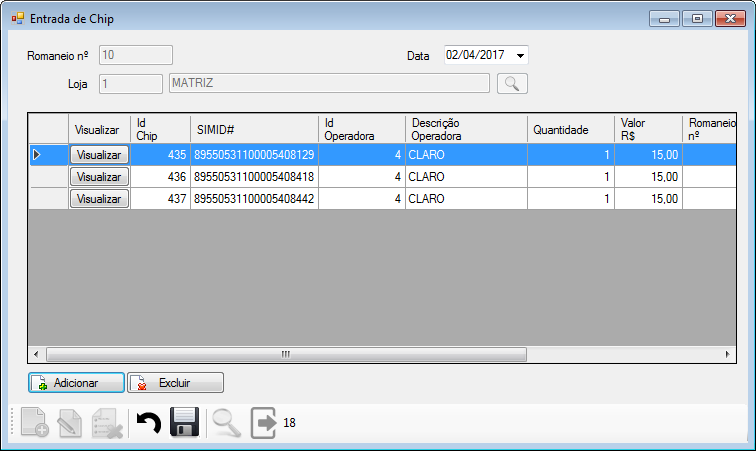 Entrada de Chip
Romaneio nº 10 Data 02/04/2017
Loja 1 MATRIZ
Visualizar Id Chip SIMID# Id Operadora Descrição Operadora Quantidade Valor R$ Romaneio nº
Visualizar 435 89550531100005408129 4 CLARO 1 15,00
Visualizar 436 89550531100005408418 4 CLARO 1 15,00
Visualizar 437 89550531100005408442 4 CLARO 1 15,00
Adicionar Excluir
18